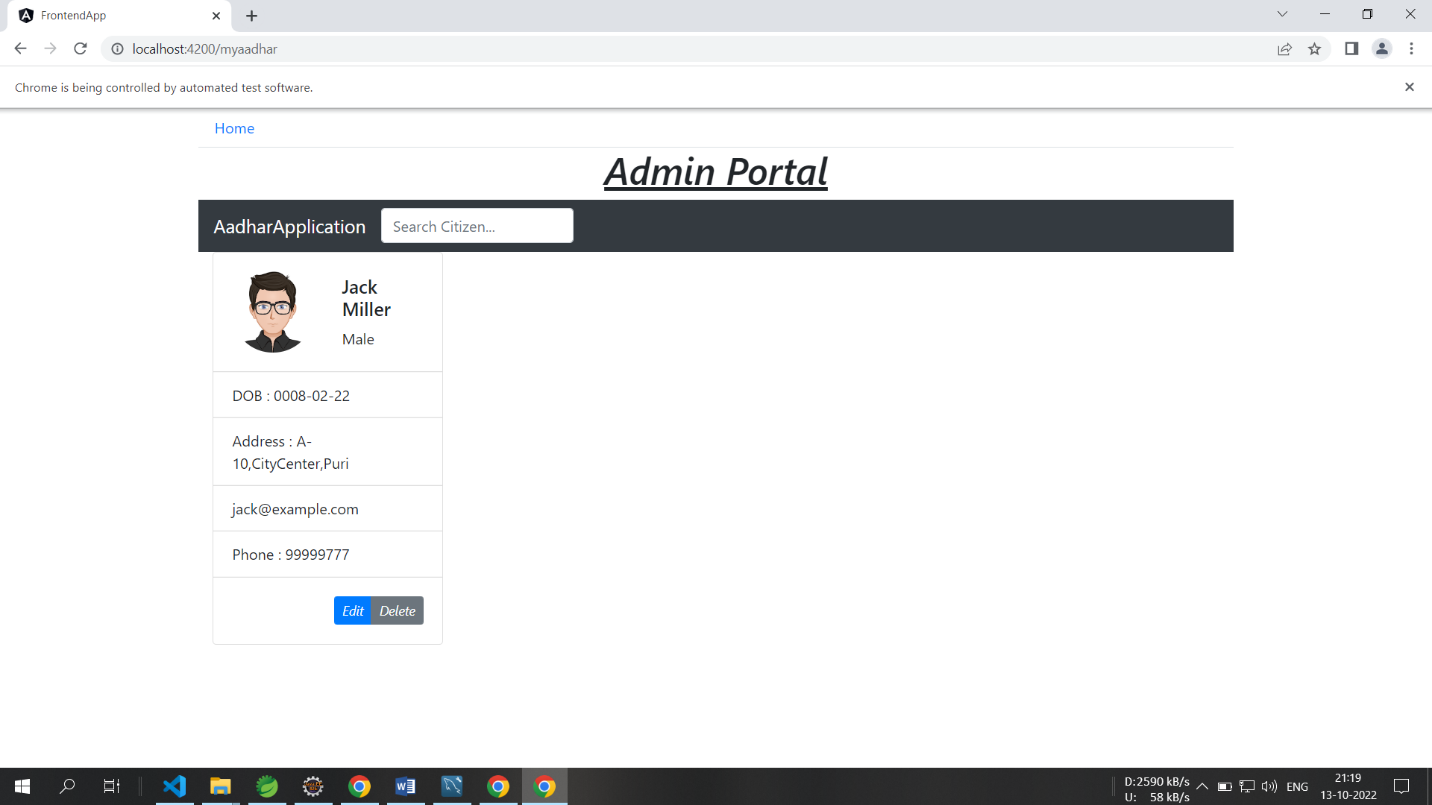 FrontendApp
localhost:4200/myaadhar
Chrome is being controlled by automated test software.
Home
Admin Portal
AadharApplication
Search Citizen...
Jack
Miller
Male
DOB : 0008-02-22
Address : A-
10,CityCenter,Puri
jack@example.com
Phone : 99999777
Edit
Delete
D:2590 kB/s
U: 58 kB/s
ENG
21:19
13-10-2022